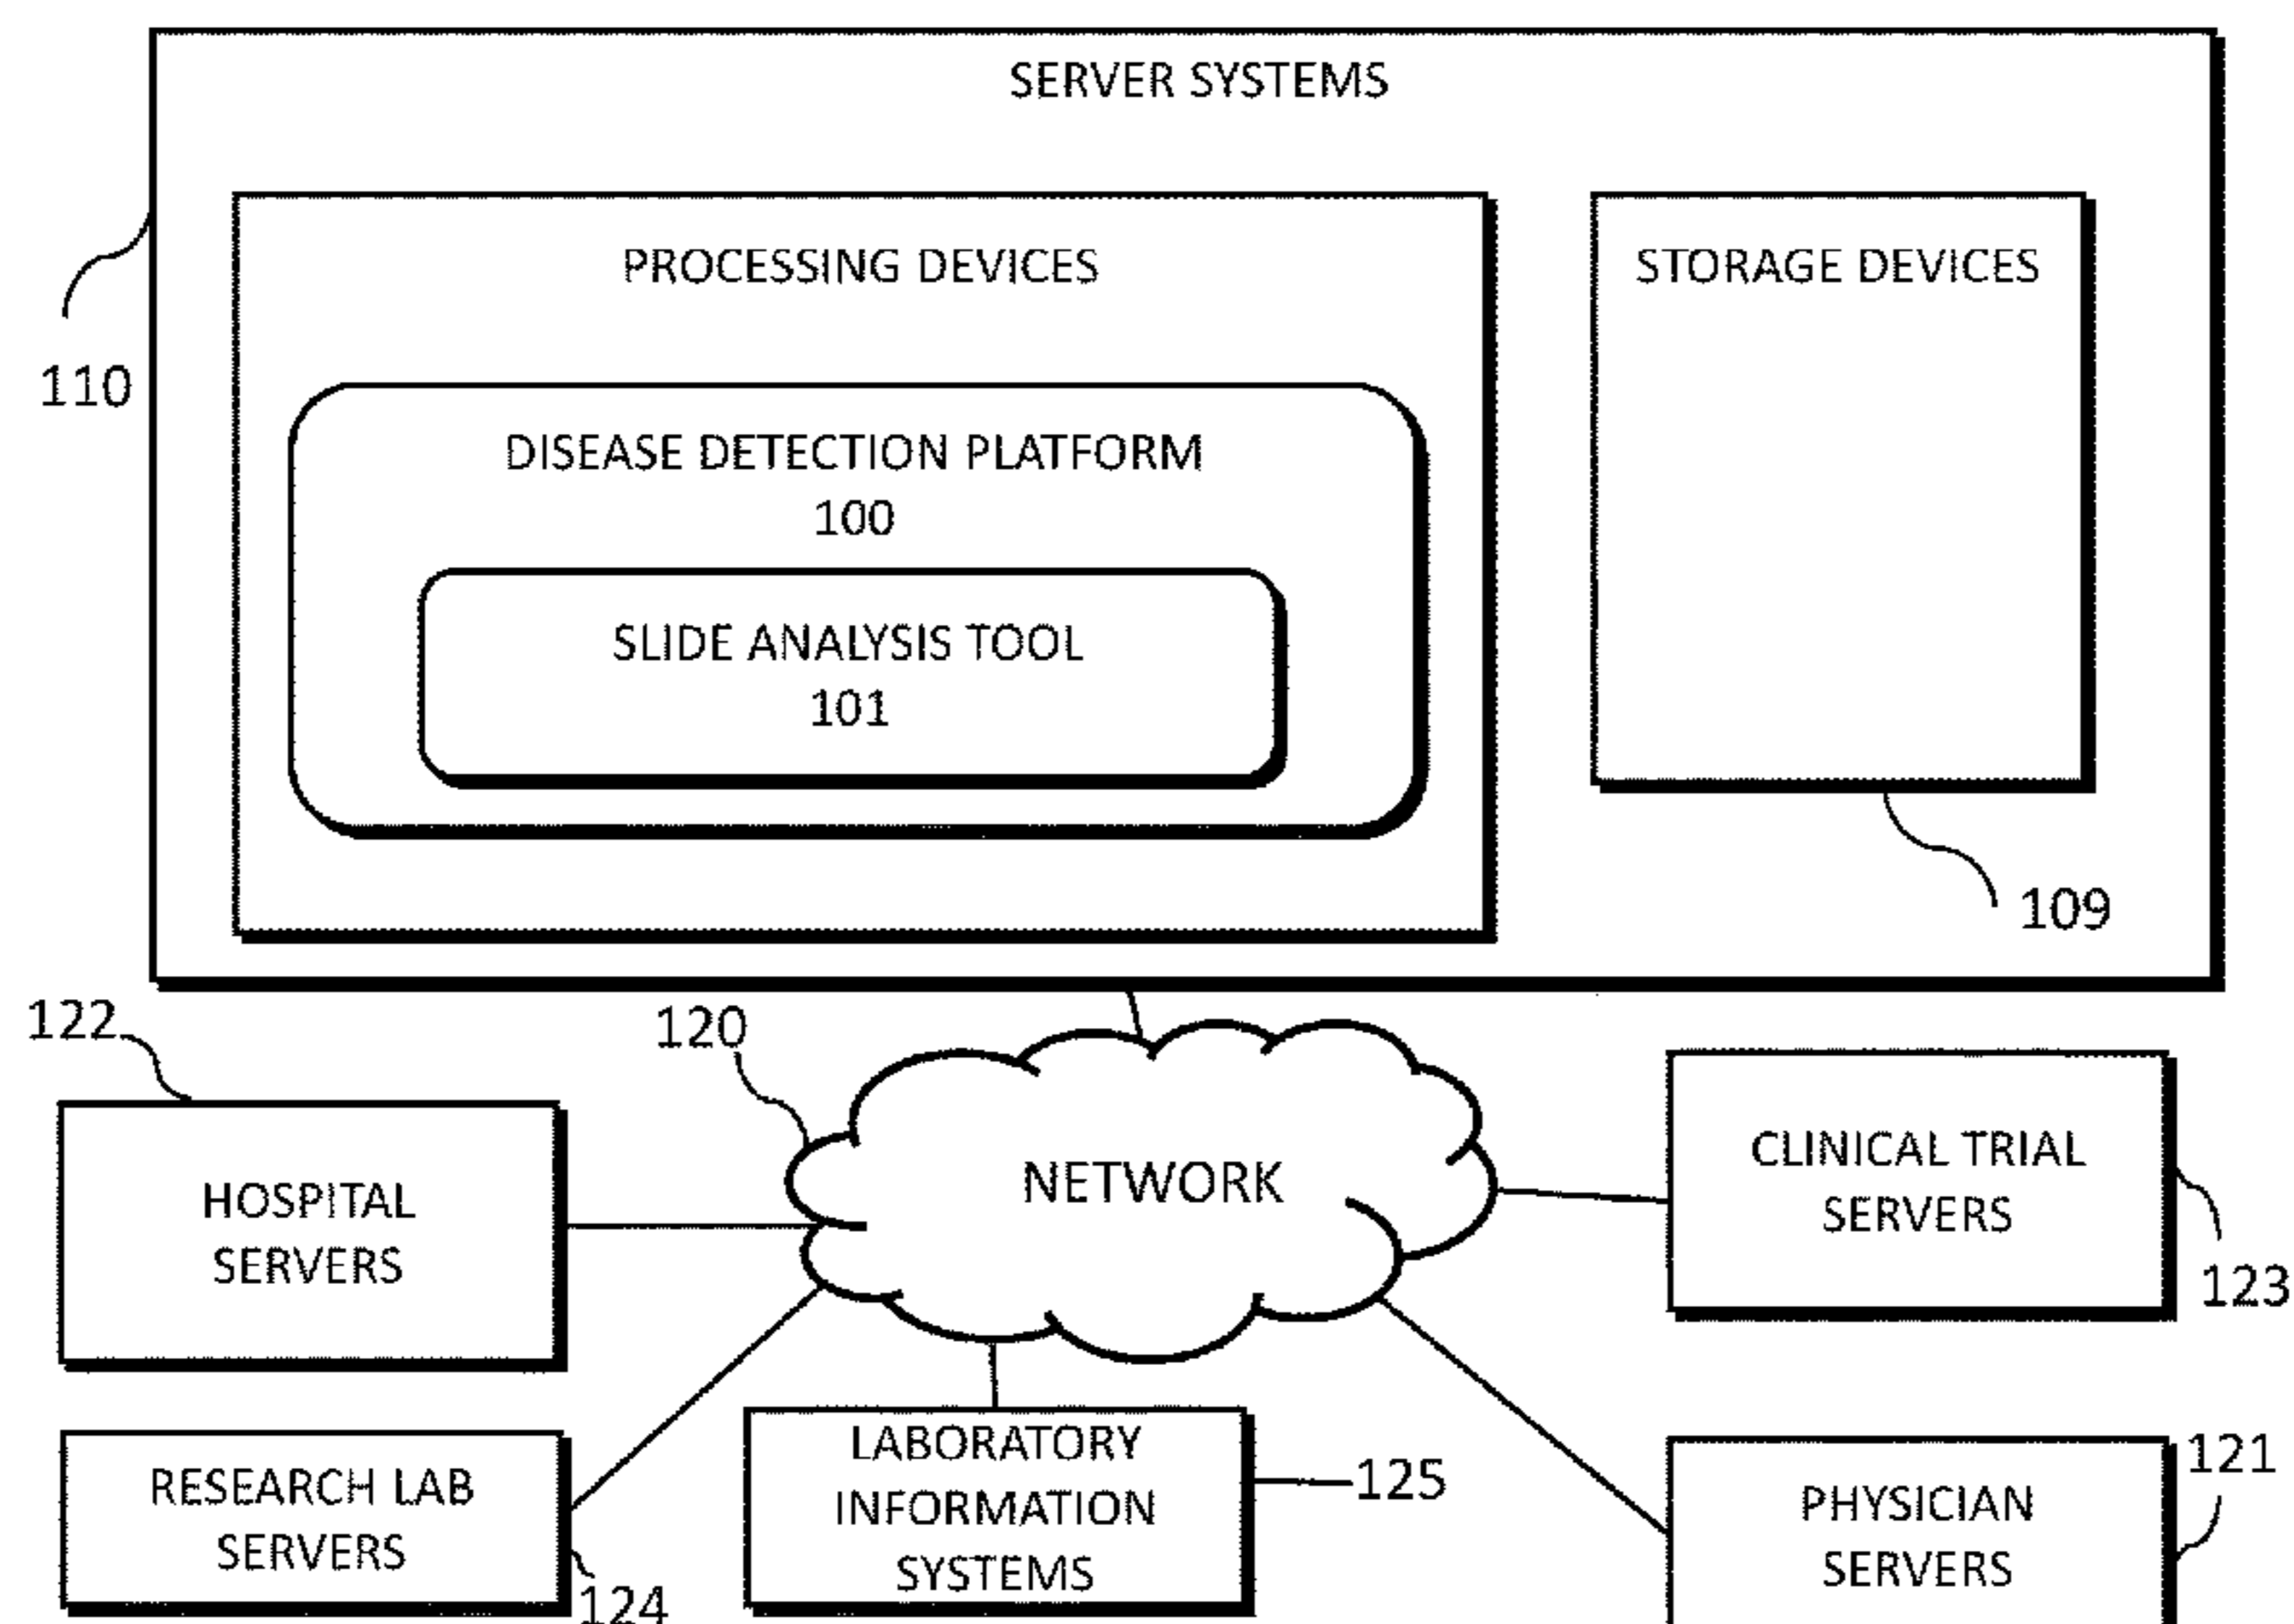 SERVER SYSTEMS
PROCESSING DEVICES
STORAGE DEVICES
110
DISEASE DETECTION PLATFORM
100
SLIDE ANALYSIS TOOL
101
109
122
120
HOSPITAL
SERVERS
NETWORK
CLINICAL TRIAL
SERVERS
123
RESEARCH LAB
SERVERS
124
LABORATORY
INFORMATION
SYSTEMS
125
PHYSICIAN
SERVERS
121